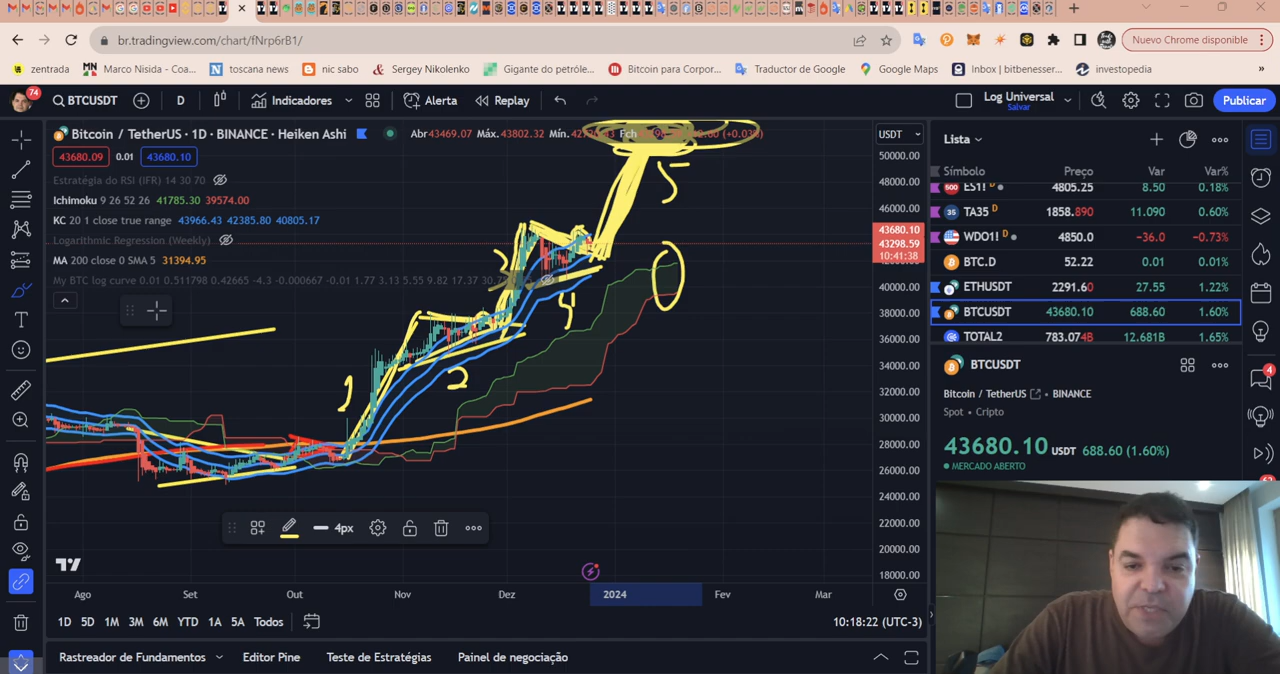 br.tradingview.com/chart/fNrp6rB1/
Nuevo Chrome disponible
zentrada
Marco Nisida - Coa...
toscana news
nic sabo
Sergey Nikolenko
Gigante do petróle...
Bitcoin para Corpor...
Traductor de Google
Google Maps
Inbox | bitbenesser...
investopedia
»
74
BTCUSDT
D
Indicadores
Alerta
Replay
Log Universal
Salvar
Publicar
Bitcoin / TetherUS · 1D · BINANCE · Heiken Ashi
Abr43469.07 Máx.43802.32 Mín.
Fch
(+0.03%)
USDT
43680.09
0.01
43680.10
Estratégia do RSI (IFR) 14 30 70
Ichimoku 9 26 52 26 41785.30 39574.00
KC 20 1 close true range 43966.43 42385.80 40805.17
Logarithmic Regression (Weekly)
MA 200 close 0 SMA 5 31394.95
My BTC log curve 0.01 0.511798 0.42665 -4.3 -0.000667 -0.01 1.77 3.13 5.55 9.82 17.37
1
2
3
4
5
50000.00
48000.00
46000.00
43680.10
43298.59
10:41:38
40000.00
38000.00
36000.00
34000.00
32000.00
30000.00
28000.00
26000.00
24000.00
22000.00
20000.00
18000.00
4px
Ago
Set
Out
Nov
Dez
2024
Fev
Mar
1D
5D
1M
3M
6M
YTD
1A
5A
Todos
10:18:22 (UTC-3)
Rastreador de Fundamentos
Editor Pine
Teste de Estratégias
Painel de negociação
Lista
Símbolo
Preço
Var
Var%
500 ES1! D 4805.25 8.50 0.18%
35 TA35 D 1858.890 11.090 0.60%
WDO1! D 4850.0 -36.0 -0.73%
BTC.D 52.22 0.01 0.01%
ETHUSDT 2291.60 27.55 1.22%
BTCUSDT 43680.10 688.60 1.60%
TOTAL2 783.074B 12.681B 1.65%
BTCUSDT
Bitcoin / TetherUS • BINANCE
Spot • Cripto
43680.10 USDT 688.60 (1.60%)
MERCADO ABERTO
4